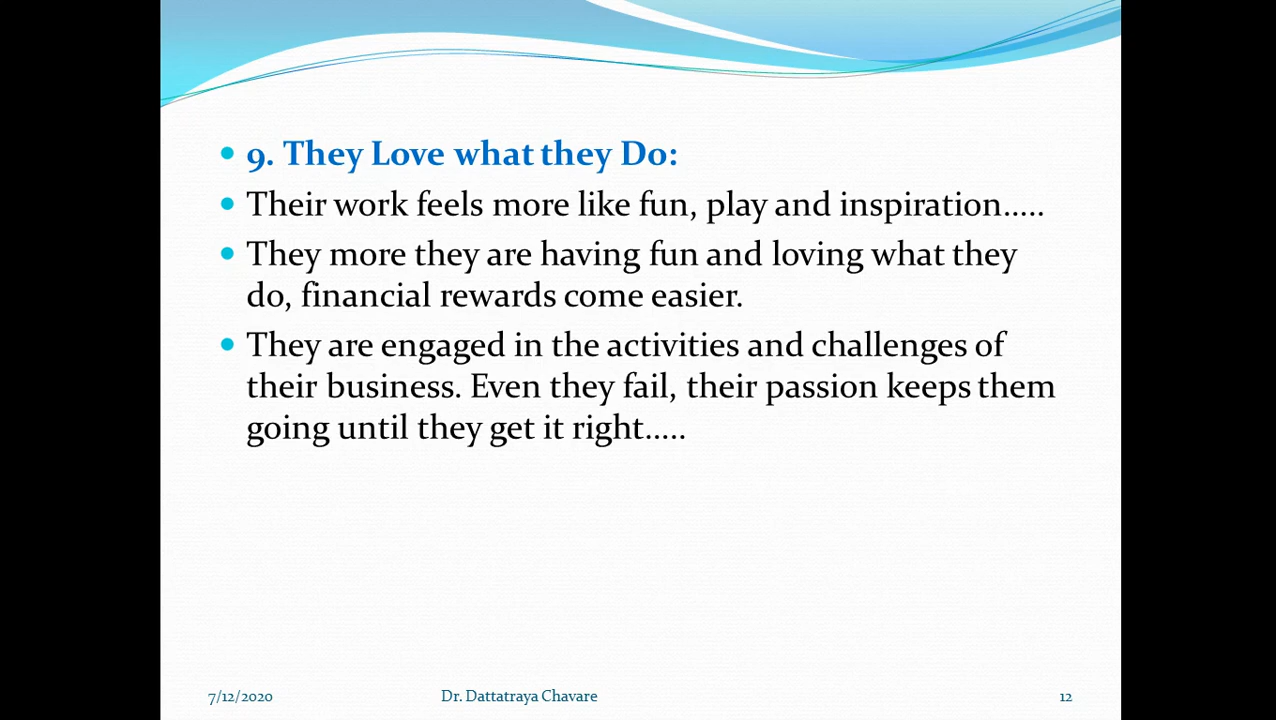 9. They Love what they Do:
Their work feels more like fun, play and inspiration.....
They more they are having fun and loving what they
do, financial rewards come easier.
They are engaged in the activities and challenges of
their business. Even they fail, their passion keeps them
going until they get it right.....
7/12/2020
Dr. Dattatraya Chavare
12